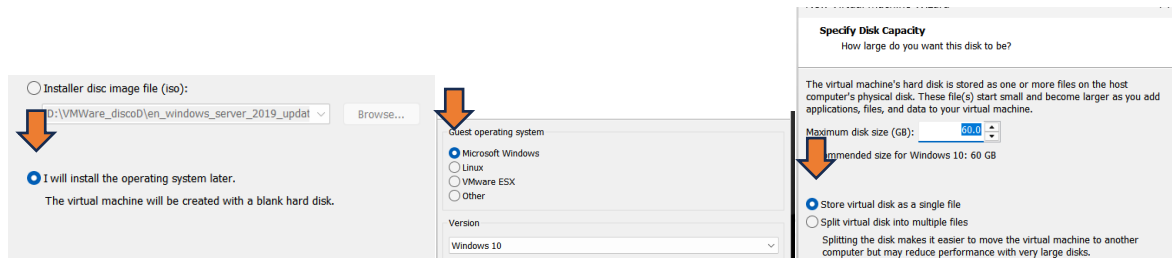 Installer disc image file (iso):
D:\VMWare_discoD\en_windows_server_2019_updat
Browse...
I will install the operating system later.
The virtual machine will be created with a blank hard disk.
Guest operating system
Microsoft Windows
Linux
VMware ESX
Other
Version
Windows 10
Specify Disk Capacity
How large do you want this disk to be?
The virtual machine's hard disk is stored as one or more files on the host
computer's physical disk. These file(s) start small and become larger as you add
applications, files, and data to your virtual machine.
Maximum disk size (GB): 60.0
size for Windows 10: 60 GB
Store virtual disk as a single file
Split virtual disk into multiple files
Splitting the disk makes it easier to move the virtual machine to another
computer but may reduce performance with very large disks.